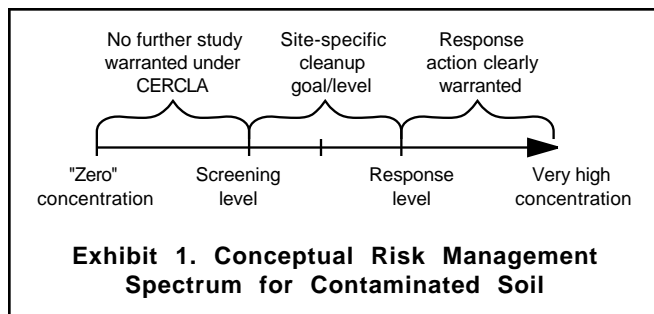 No further study
warranted under
CERCLA
Site-specific
cleanup
goal/level
Response
action clearly
warranted
"Zero"
concentration
Screening
level
Response
level
Very high
concentration
Exhibit 1. Conceptual Risk Management
Spectrum for Contaminated Soil